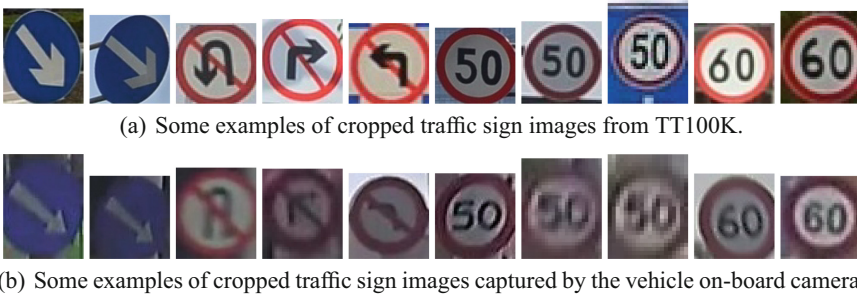 50 50 50 60 60
(a) Some examples of cropped traffic sign images from TT100K.
50 50 50 60 60
(b) Some examples of cropped traffic sign images captured by the vehicle on-board camera